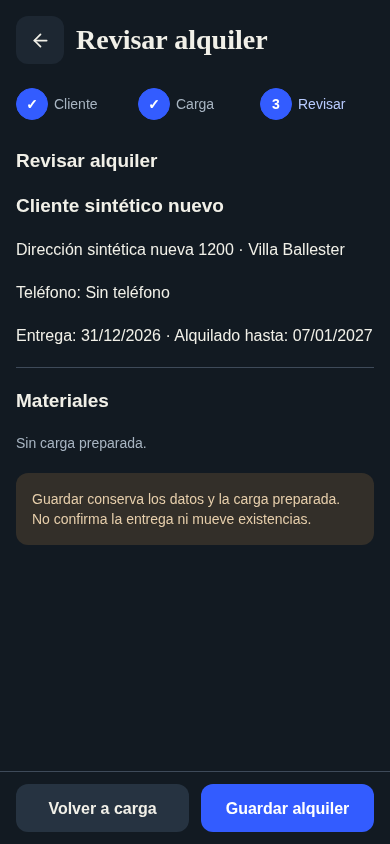 Revisar alquiler
✓ Cliente ✓ Carga 3 Revisar
Revisar alquiler
Cliente sintético nuevo
Dirección sintética nueva 1200 · Villa Ballester
Teléfono: Sin teléfono
Entrega: 31/12/2026 · Alquilado hasta: 07/01/2027
Materiales
Sin carga preparada.
Guardar conserva los datos y la carga preparada.
No confirma la entrega ni mueve existencias.
Volver a carga Guardar alquiler